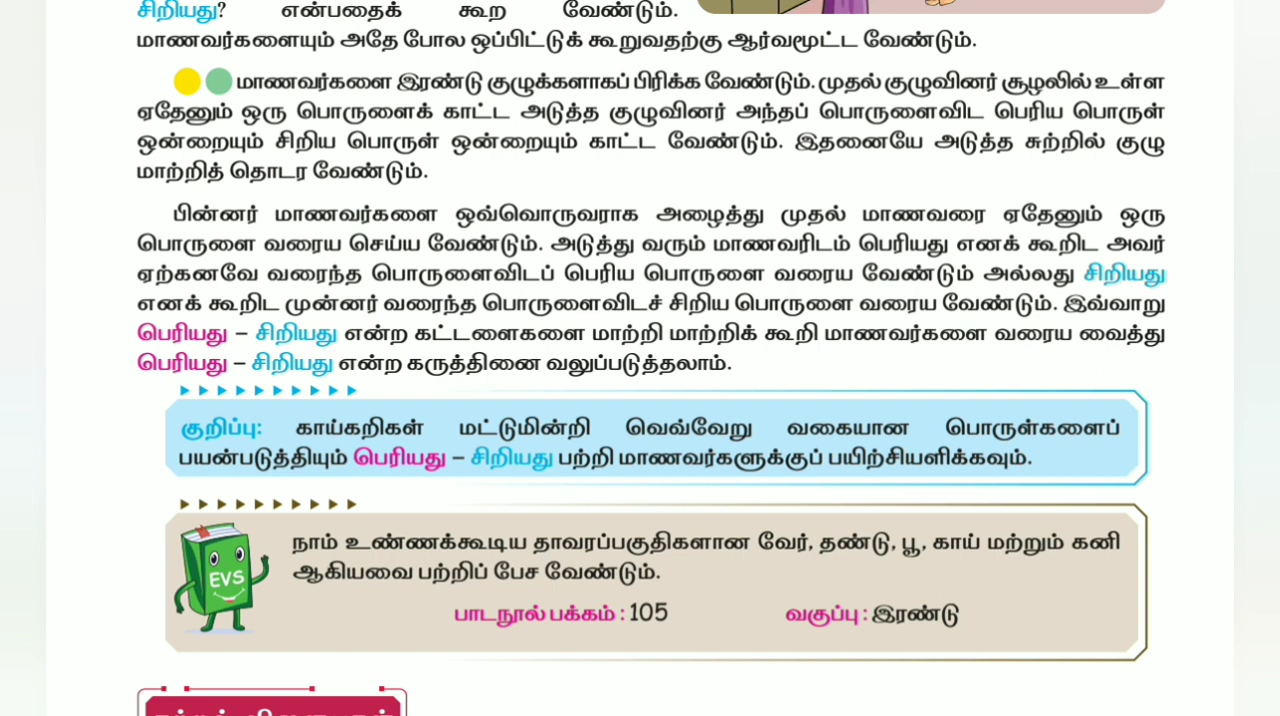 சிறியது? என்பதைக் கூற வேண்டும்.
மாணவர்களையும் அதே போல ஒப்பிட்டுக் கூறுவதற்கு ஆர்வமூட்ட வேண்டும்.
மாணவர்களை இரண்டு குழுக்களாகப் பிரிக்க வேண்டும். முதல் குழுவினர் சூழலில் உள்ள
ஏதேனும் ஒரு பொருளைக் காட்ட அடுத்த குழுவினர் அந்தப் பொருளைவிட பெரிய பொருள்
ஒன்றையும் சிறிய பொருள் ஒன்றையும் காட்ட வேண்டும். இதனையே அடுத்த சுற்றில் குழு
மாற்றித் தொடர வேண்டும்.
பின்னர் மாணவர்களை ஒவ்வொருவராக அழைத்து முதல் மாணவரை ஏதேனும் ஒரு
பொருளை வரைய செய்ய வேண்டும். அடுத்து வரும் மாணவரிடம் பெரியது எனக் கூறிட அவர்
ஏற்கனவே வரைந்த பொருளைவிடப் பெரிய பொருளை வரைய வேண்டும் அல்லது சிறியது
எனக் கூறிட முன்னர் வரைந்த பொருளைவிடச் சிறிய பொருளை வரைய வேண்டும். இவ்வாறு
பெரியது – சிறியது என்ற கட்டளைகளை மாற்றி மாற்றிக் கூறி மாணவர்களை வரைய வைத்து
பெரியது – சிறியது என்ற கருத்தினை வலுப்படுத்தலாம்.
குறிப்பு: காய்கறிகள் மட்டுமின்றி வெவ்வேறு வகையான பொருள்களைப்
பயன்படுத்தியும் பெரியது – சிறியது பற்றி மாணவர்களுக்குப் பயிற்சியளிக்கவும்.
EVS
நாம் உண்ணக்கூடிய தாவரப்பகுதிகளான வேர், தண்டு, பூ, காய் மற்றும் கனி
ஆகியவை பற்றிப் பேச வேண்டும்.
பாடநூல் பக்கம் : 105 வகுப்பு : இரண்டு